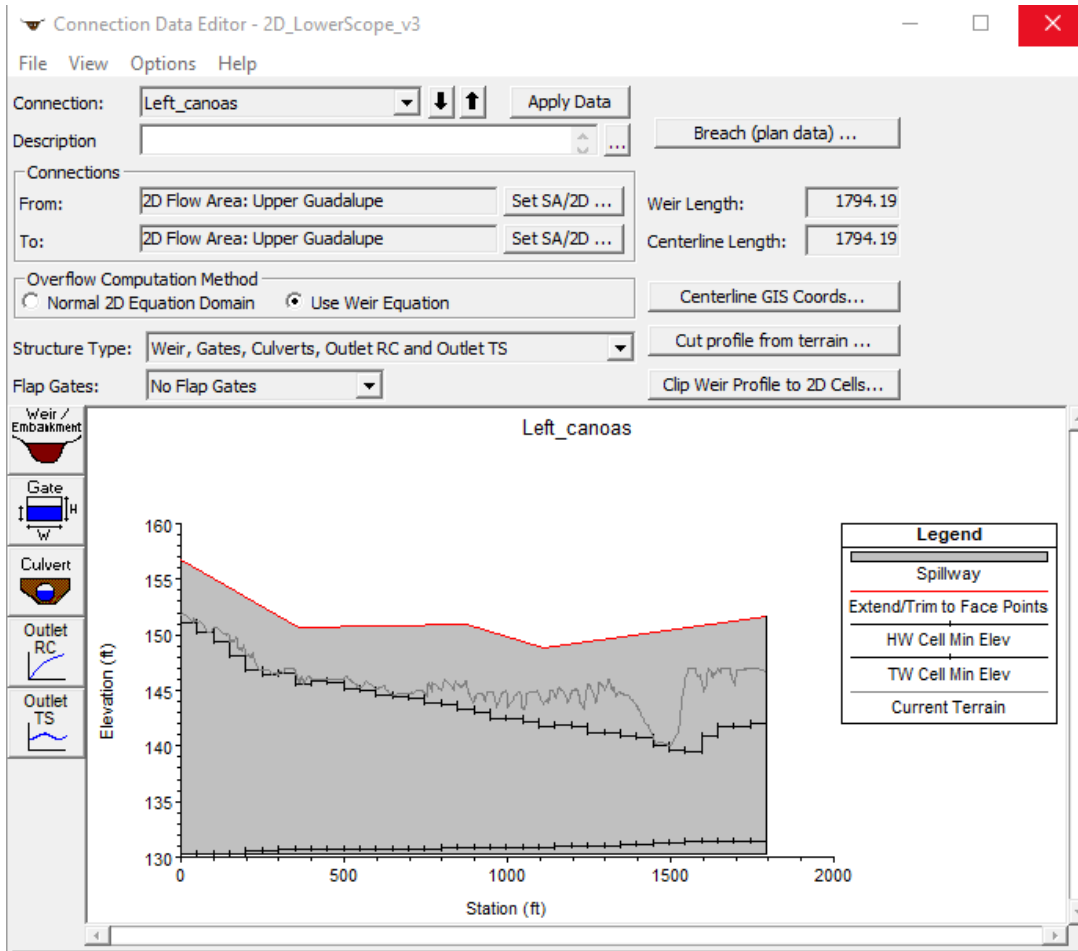 Connection Data Editor - 2D_LowerScope_v3
File View Options Help
Connection: Left_canoas Apply Data
Description ... Breach (plan data) ...
Connections
From: 2D Flow Area: Upper Guadalupe Set SA/2D ... Weir Length: 1794.19
To: 2D Flow Area: Upper Guadalupe Set SA/2D ... Centerline Length: 1794.19
Overflow Computation Method
Normal 2D Equation Domain Use Weir Equation Centerline GIS Coords...
Structure Type: Weir, Gates, Culverts, Outlet RC and Outlet TS Cut profile from terrain ...
Flap Gates: No Flap Gates Clip Weir Profile to 2D Cells...
Weir /
Embankment
Gate
H
W
Culvert
Outlet
RC
Outlet
TS
Left_canoas
Elevation (ft)
160
155
150
145
140
135
130
0 500 1000 1500 2000
Station (ft)
Legend
Spillway
Extend/Trim to Face Points
HW Cell Min Elev
TW Cell Min Elev
Current Terrain